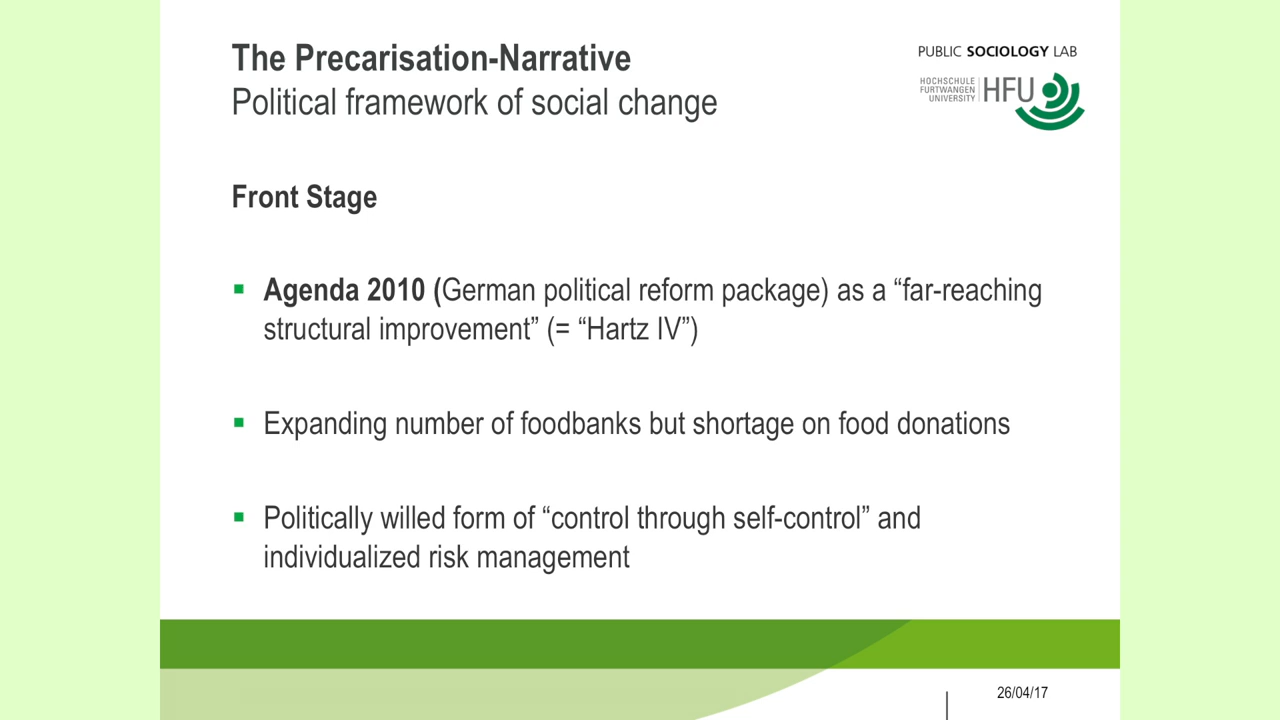 The Precarisation-Narrative
Political framework of social change
PUBLIC SOCIOLOGY LAB
HOCHSCHULE
FURTWANGEN
UNIVERSITY
HFU
Front Stage
Agenda 2010 (German political reform package) as a “far-reaching
structural improvement” (= “Hartz IV”)
Expanding number of foodbanks but shortage on food donations
Politically willed form of “control through self-control” and
individualized risk management
26/04/17